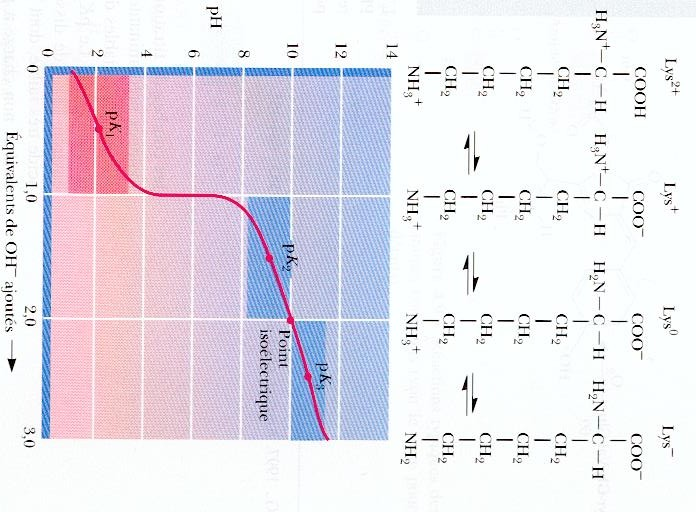 Lys²⁺ Lys⁺ Lys⁰ Lys⁻
COOH COO⁻ COO⁻ COO⁻
H₃N⁺—C—H H₃N⁺—C—H H₂N—C—H H₂N—C—H
CH₂ CH₂ CH₂ CH₂
CH₂ CH₂ CH₂ CH₂
CH₂ CH₂ CH₂ CH₂
CH₂ CH₂ CH₂ CH₂
NH₃⁺ NH₃⁺ NH₃⁺ NH₂
14
12
10
8
6
4
2
0
pH
pK₃
pK₂
Point
isoélectrique
pK₁
0 1,0 2,0 3,0
Équivalents de OH⁻ ajoutés →